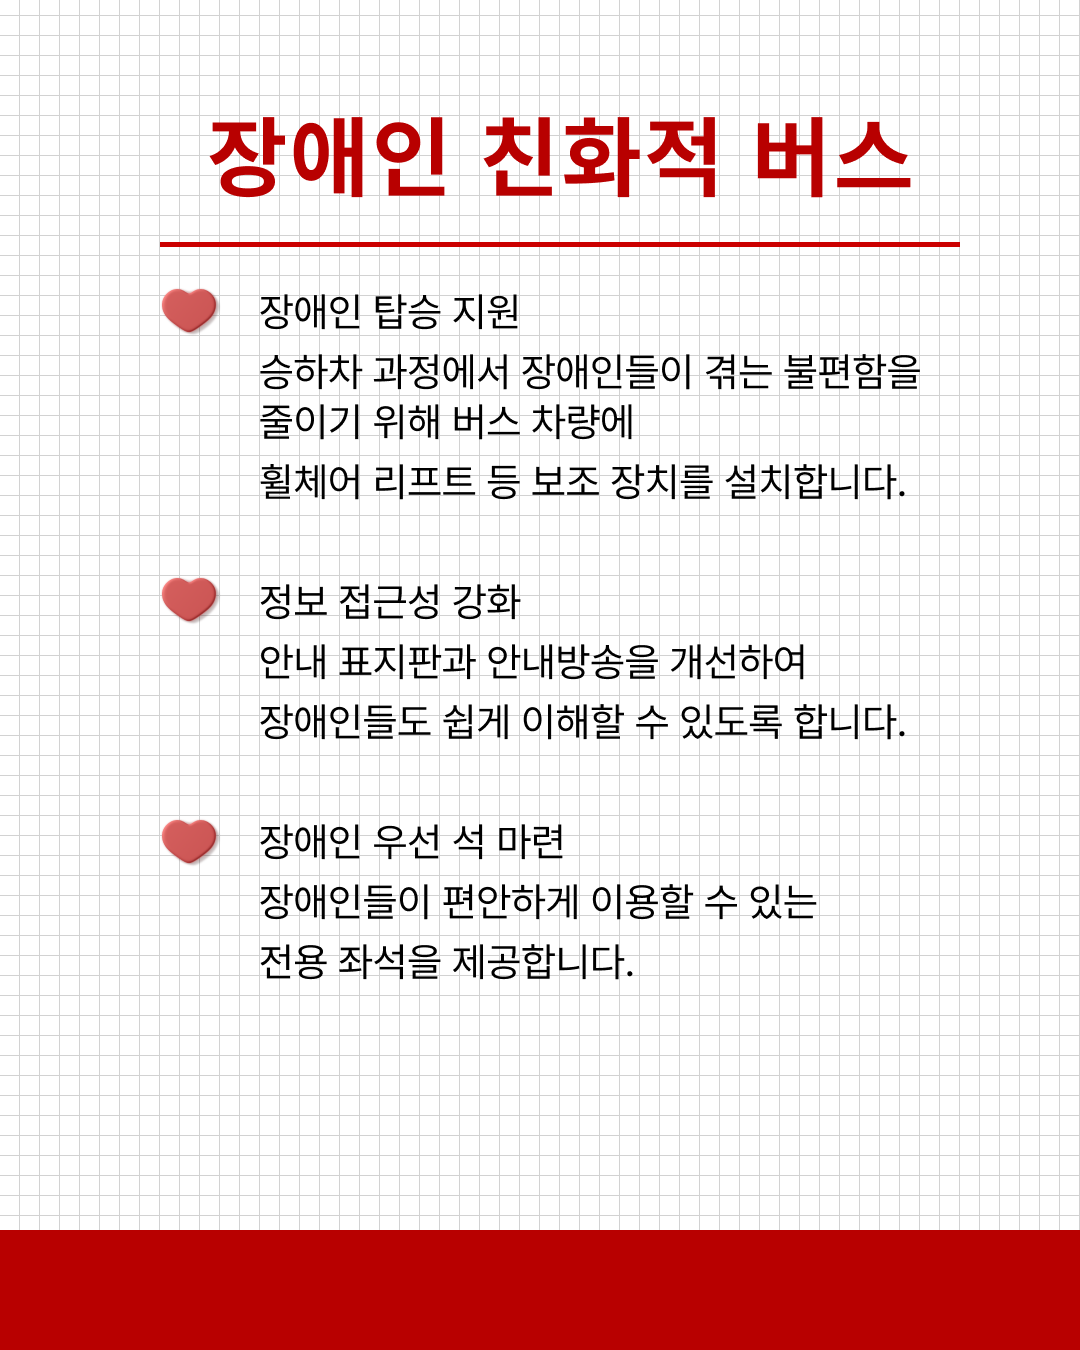 장애인 친화적 버스
장애인 탑승 지원
승하차 과정에서 장애인들이 겪는 불편함을
줄이기 위해 버스 차량에
휠체어 리프트 등 보조 장치를 설치합니다.
정보 접근성 강화
안내 표지판과 안내방송을 개선하여
장애인들도 쉽게 이해할 수 있도록 합니다.
장애인 우선 석 마련
장애인들이 편안하게 이용할 수 있는
전용 좌석을 제공합니다.